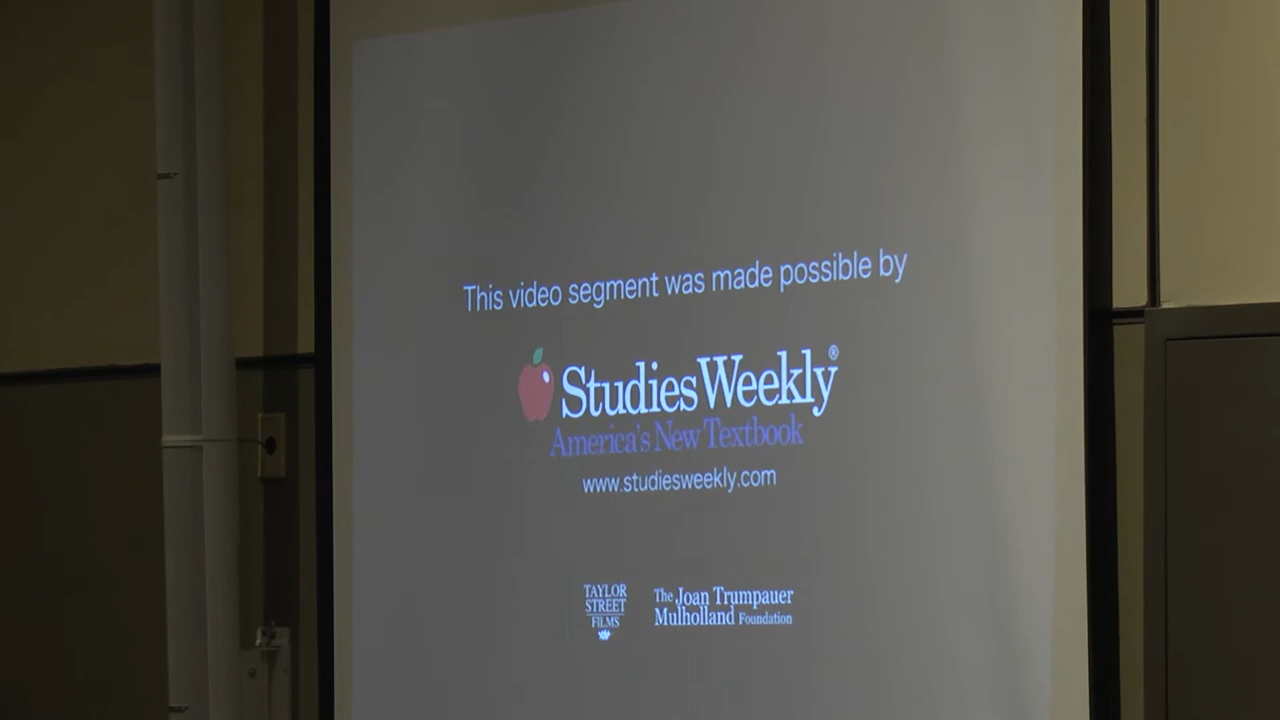 This video segment was made possible by
StudiesWeekly®
America's New Textbook
www.studiesweekly.com
TAYLOR
STREET
FILMS
The Joan Trumpauer
Mulholland Foundation